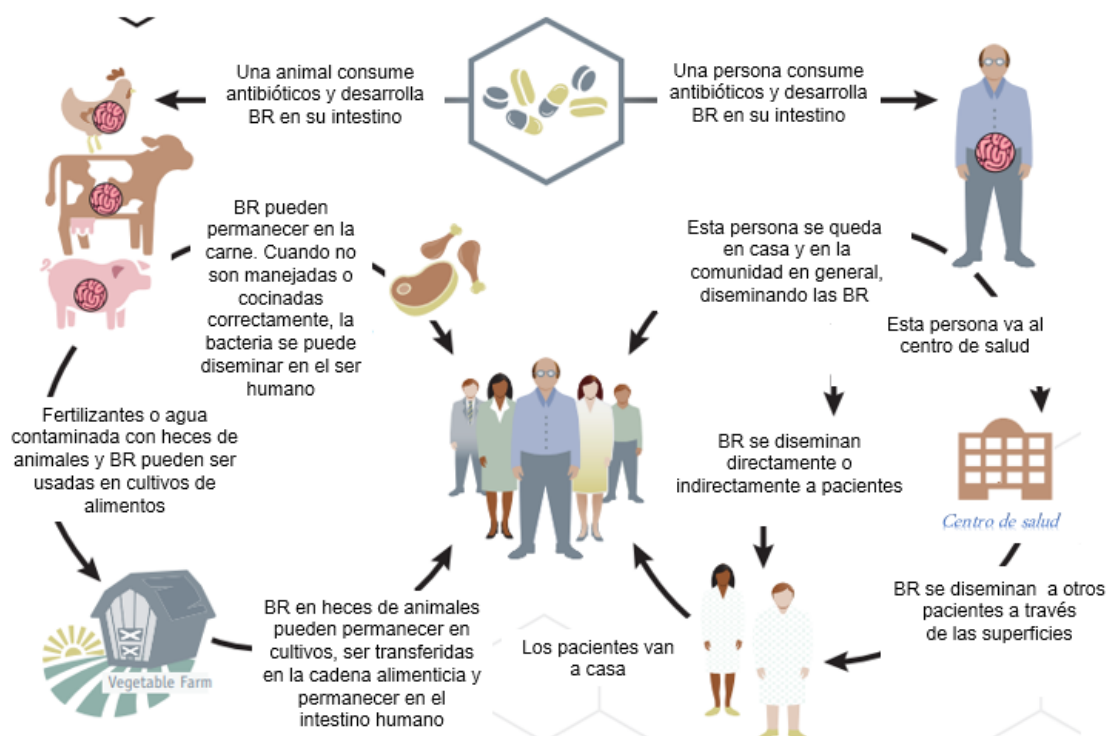 Una animal consume
antibióticos y desarrolla
BR en su intestino
Una persona consume
antibióticos y desarrolla
BR en su intestino
BR pueden
permanecer en la
carne. Cuando no
son manejadas o
cocinadas
correctamente, la
bacteria se puede
diseminar en el ser
humano
Esta persona se queda
en casa y en la
comunidad en general,
diseminando las BR
Esta persona va al
centro de salud
Fertilizantes o agua
contaminada con heces de
animales y BR pueden ser
usadas en cultivos de
alimentos
BR se diseminan
directamente o
indirectamente a pacientes
Centro de salud
BR se diseminan a otros
pacientes a través
de las superficies
Vegetable Farm
BR en heces de animales
pueden permanecer en
cultivos, ser transferidas
en la cadena alimenticia y
permanecer en el
intestino humano
Los pacientes van
a casa